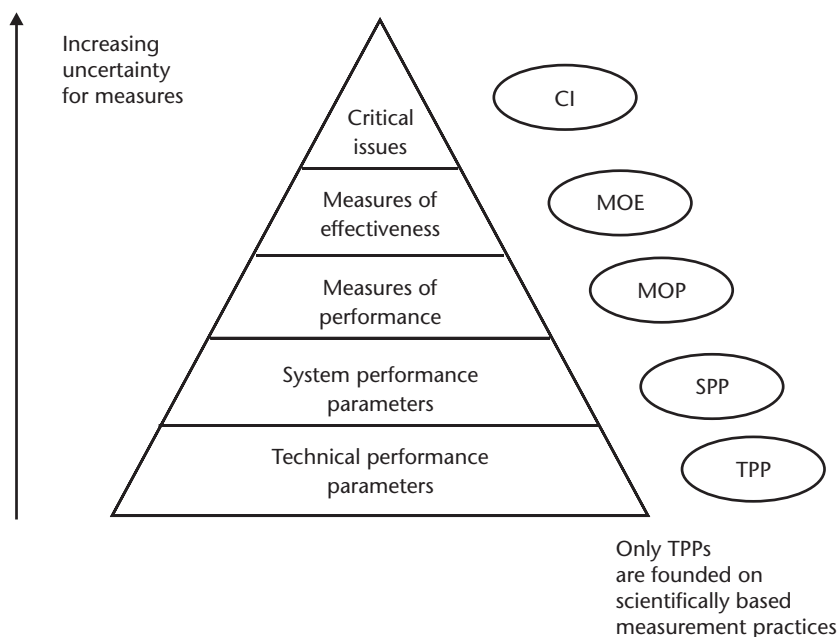 Increasing
uncertainty
for measures
Critical
issues
CI
Measures of
effectiveness
MOE
Measures of
performance
MOP
System performance
parameters
SPP
Technical performance
parameters
TPP
Only TPPs
are founded on
scientifically based
measurement practices